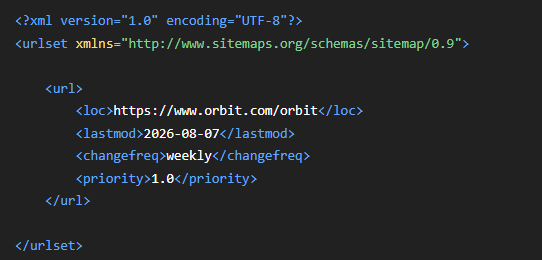 <?xml version="1.0" encoding="UTF-8"?>
<urlset xmlns="http://www.sitemaps.org/schemas/sitemap/0.9">
<url>
<loc>https://www.orbit.com/orbit</loc>
<lastmod>2026-08-07</lastmod>
<changefreq>weekly</changefreq>
<priority>1.0</priority>
</url>
</urlset>